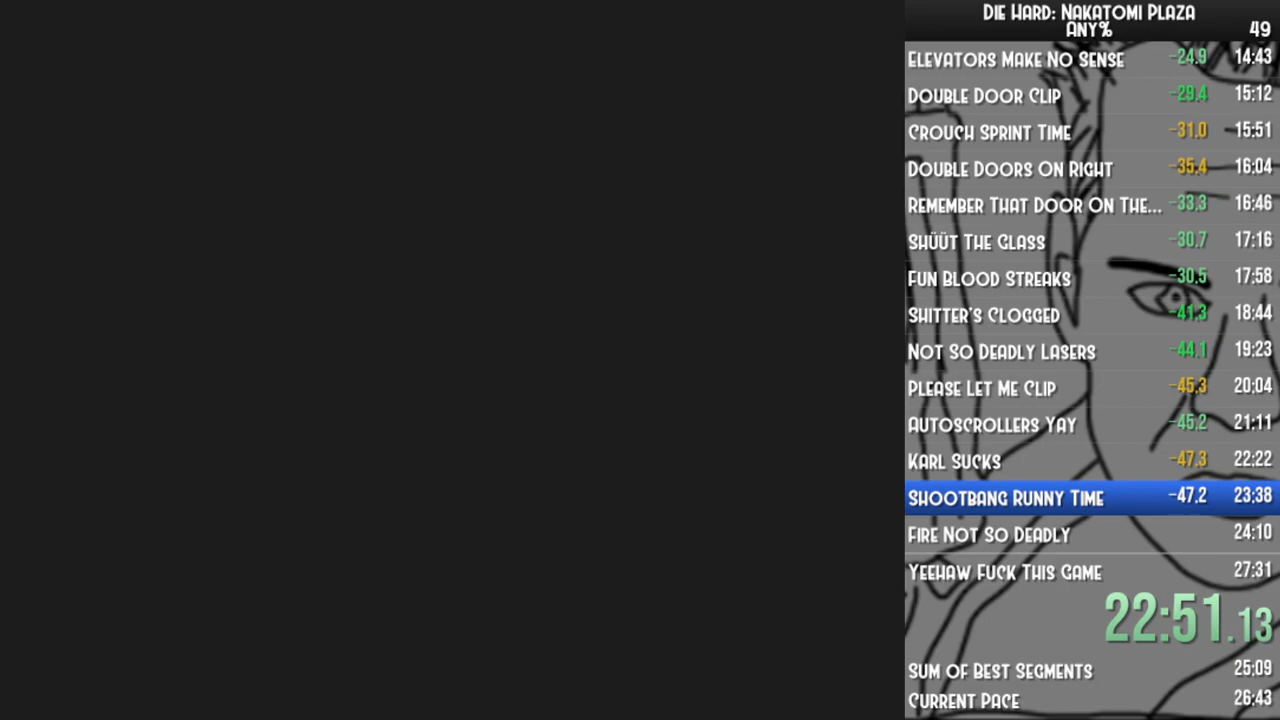 Die Hard: Nakatomi Plaza
Any% 49
Elevators Make No Sense -24.9 14:43
Double Door Clip -29.4 15:12
Crouch Sprint Time -31.0 15:51
Double Doors On Right -35.4 16:04
Remember That Door On The... -33.3 16:46
Shüüt The Glass -30.7 17:16
Fun Blood Streaks -30.5 17:58
Shitter's Clogged -41.3 18:44
Not So Deadly Lasers -44.1 19:23
Please Let Me Clip -45.3 20:04
Autoscrollers Yay -45.2 21:11
Karl Sucks -47.3 22:22
Shootbang Runny Time -47.2 23:38
Fire Not So Deadly 24:10
Yeehaw Fuck This Game 27:31
22:51.13
Sum of Best Segments 25:09
Current Pace 26:43